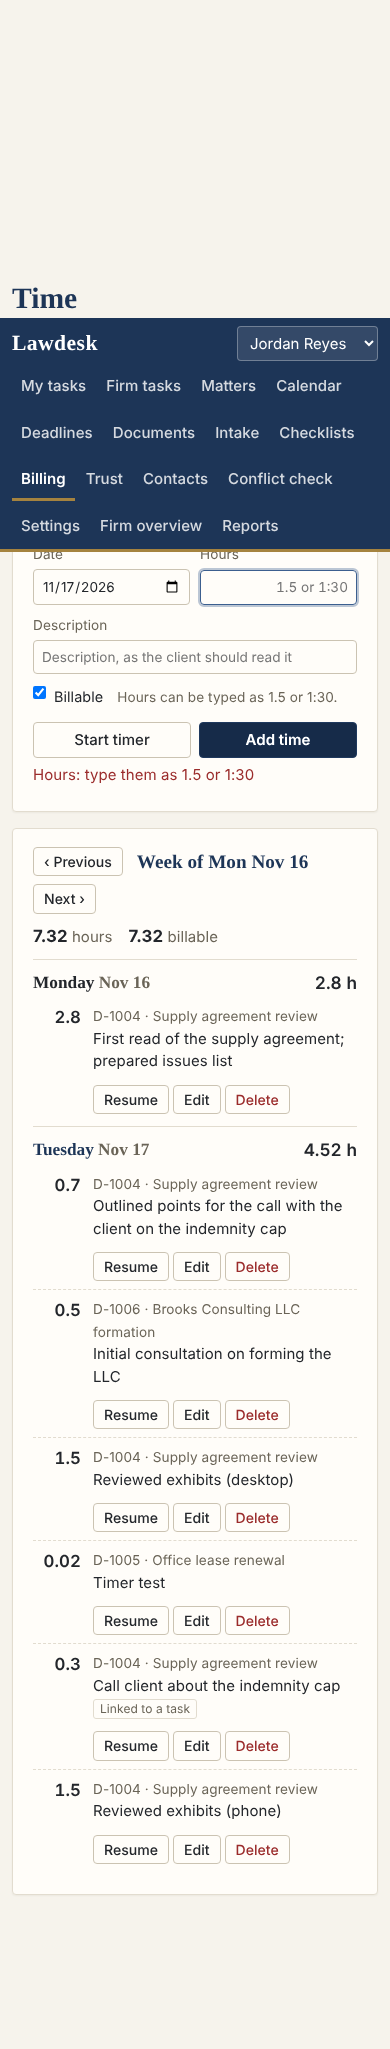 Time
Lawdesk
Jordan Reyes
My tasks Firm tasks Matters Calendar
Deadlines Documents Intake Checklists
Billing Trust Contacts Conflict check
Settings Firm overview Reports
Date Hours
11/17/2026 1.5 or 1:30
Description
Description, as the client should read it
Billable Hours can be typed as 1.5 or 1:30.
Start timer Add time
Hours: type them as 1.5 or 1:30
‹ Previous Week of Mon Nov 16
Next ›
7.32 hours 7.32 billable
Monday Nov 16 2.8 h
2.8 D-1004 · Supply agreement review
First read of the supply agreement;
prepared issues list
Resume Edit Delete
Tuesday Nov 17 4.52 h
0.7 D-1004 · Supply agreement review
Outlined points for the call with the
client on the indemnity cap
Resume Edit Delete
0.5 D-1006 · Brooks Consulting LLC
formation
Initial consultation on forming the
LLC
Resume Edit Delete
1.5 D-1004 · Supply agreement review
Reviewed exhibits (desktop)
Resume Edit Delete
0.02 D-1005 · Office lease renewal
Timer test
Resume Edit Delete
0.3 D-1004 · Supply agreement review
Call client about the indemnity cap
Linked to a task
Resume Edit Delete
1.5 D-1004 · Supply agreement review
Reviewed exhibits (phone)
Resume Edit Delete